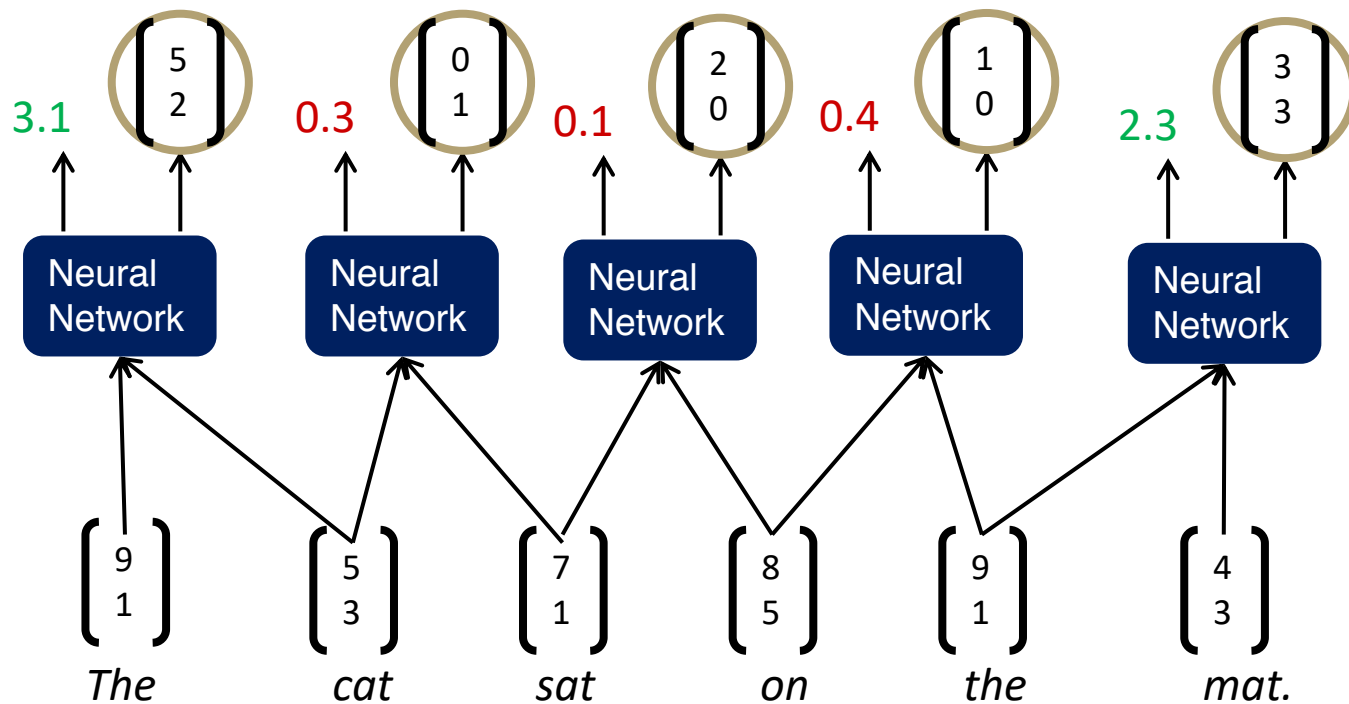 5 0 2 1 3
2 1 0 0 3
3.1 0.3 0.1 0.4 2.3
Neural Neural Neural Neural Neural
Network Network Network Network Network
9 5 7 8 9 4
1 3 1 5 1 3
The cat sat on the mat.